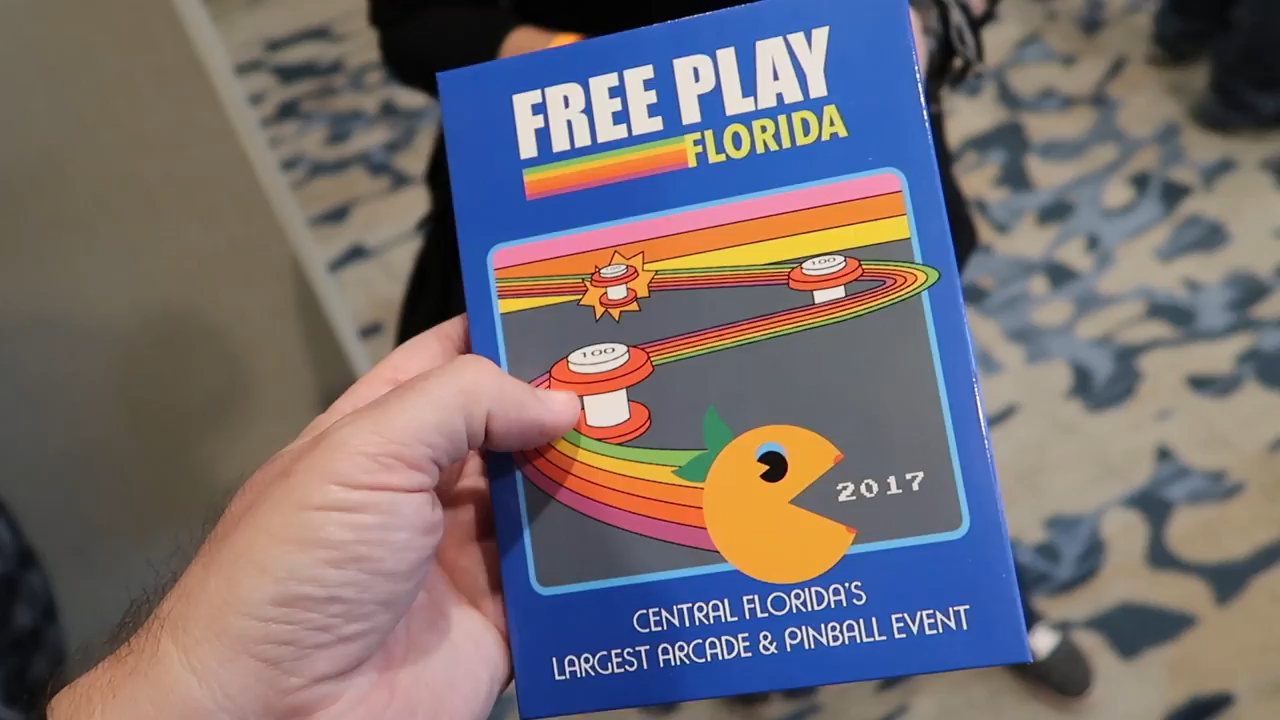 FREE PLAY
FLORIDA
100
100
100
2017
CENTRAL FLORIDA'S
LARGEST ARCADE & PINBALL EVENT